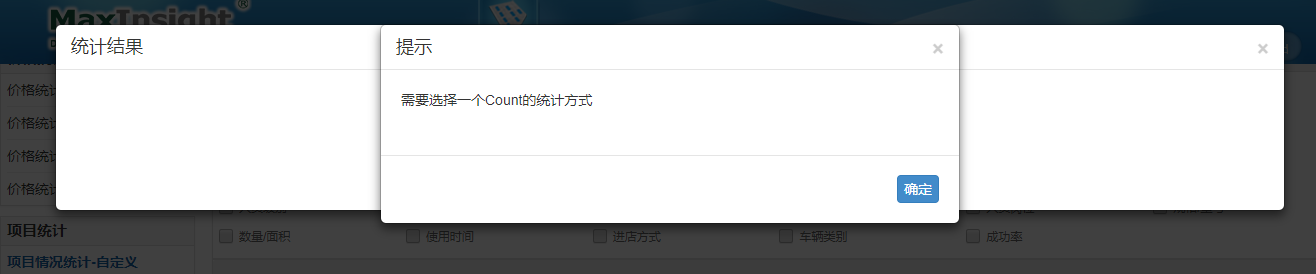 MaxInsight®
统计结果
×
提示
×
需要选择一个Count的统计方式
确定
价格统计
价格统计
价格统计
价格统计
项目统计
项目情况统计-自定义
数量/面积
使用时间
进店方式
车辆类别
成功率